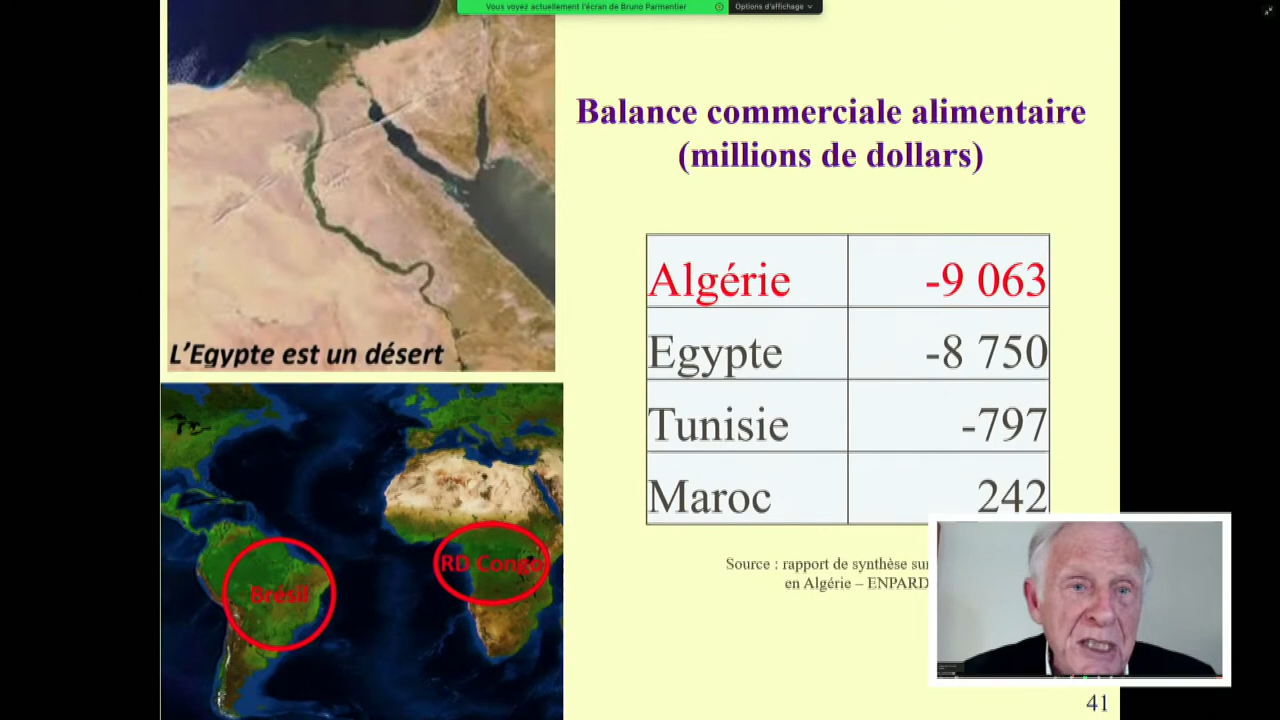 Vous voyez actuellement l'écran de Bruno Parmentier
Options d'affichage
Balance commerciale alimentaire
(millions de dollars)
Algérie -9 063
Egypte -8 750
Tunisie -797
Maroc 242
L'Egypte est un désert
Brésil
RD Congo
Source : rapport de synthèse sur
en Algérie – ENPARD
41